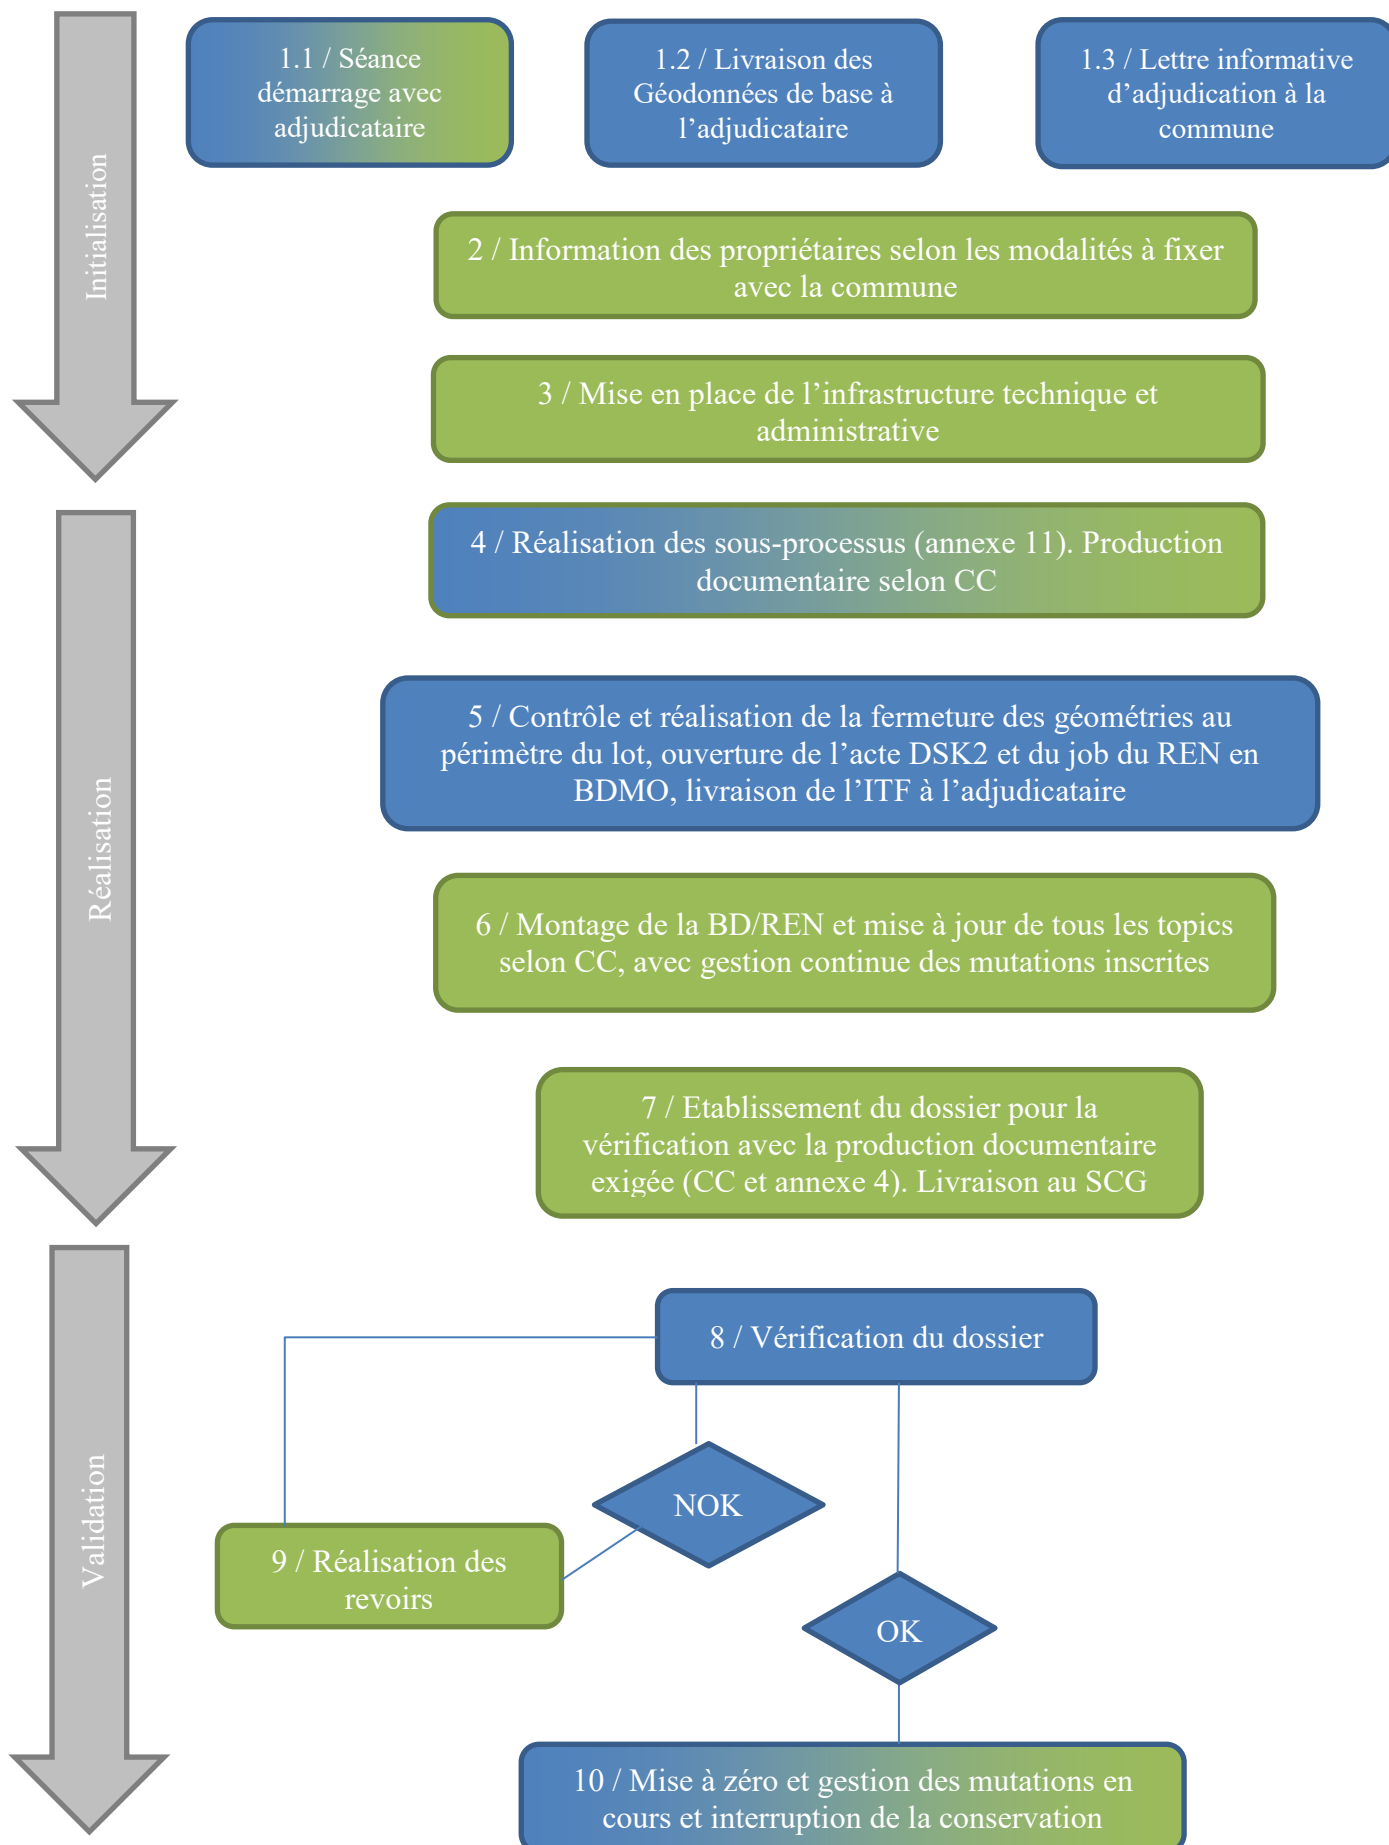 Initialisation
1.1 / Séance
démarrage avec
adjudicataire
1.2 / Livraison des
Géodonnées de base à
l’adjudicataire
1.3 / Lettre informative
d’adjudication à la
commune
2 / Information des propriétaires selon les modalités à fixer
avec la commune
3 / Mise en place de l’infrastructure technique et
administrative
Réalisation
4 / Réalisation des sous-processus (annexe 11). Production
documentaire selon CC
5 / Contrôle et réalisation de la fermeture des géométries au
périmètre du lot, ouverture de l’acte DSK2 et du job du REN en
BDMO, livraison de l’ITF à l’adjudicataire
6 / Montage de la BD/REN et mise à jour de tous les topics
selon CC, avec gestion continue des mutations inscrites
7 / Etablissement du dossier pour la
vérification avec la production documentaire
exigée (CC et annexe 4). Livraison au SCG
Validation
8 / Vérification du dossier
NOK
9 / Réalisation des
revoirs
OK
10 / Mise à zéro et gestion des mutations en
cours et interruption de la conservation